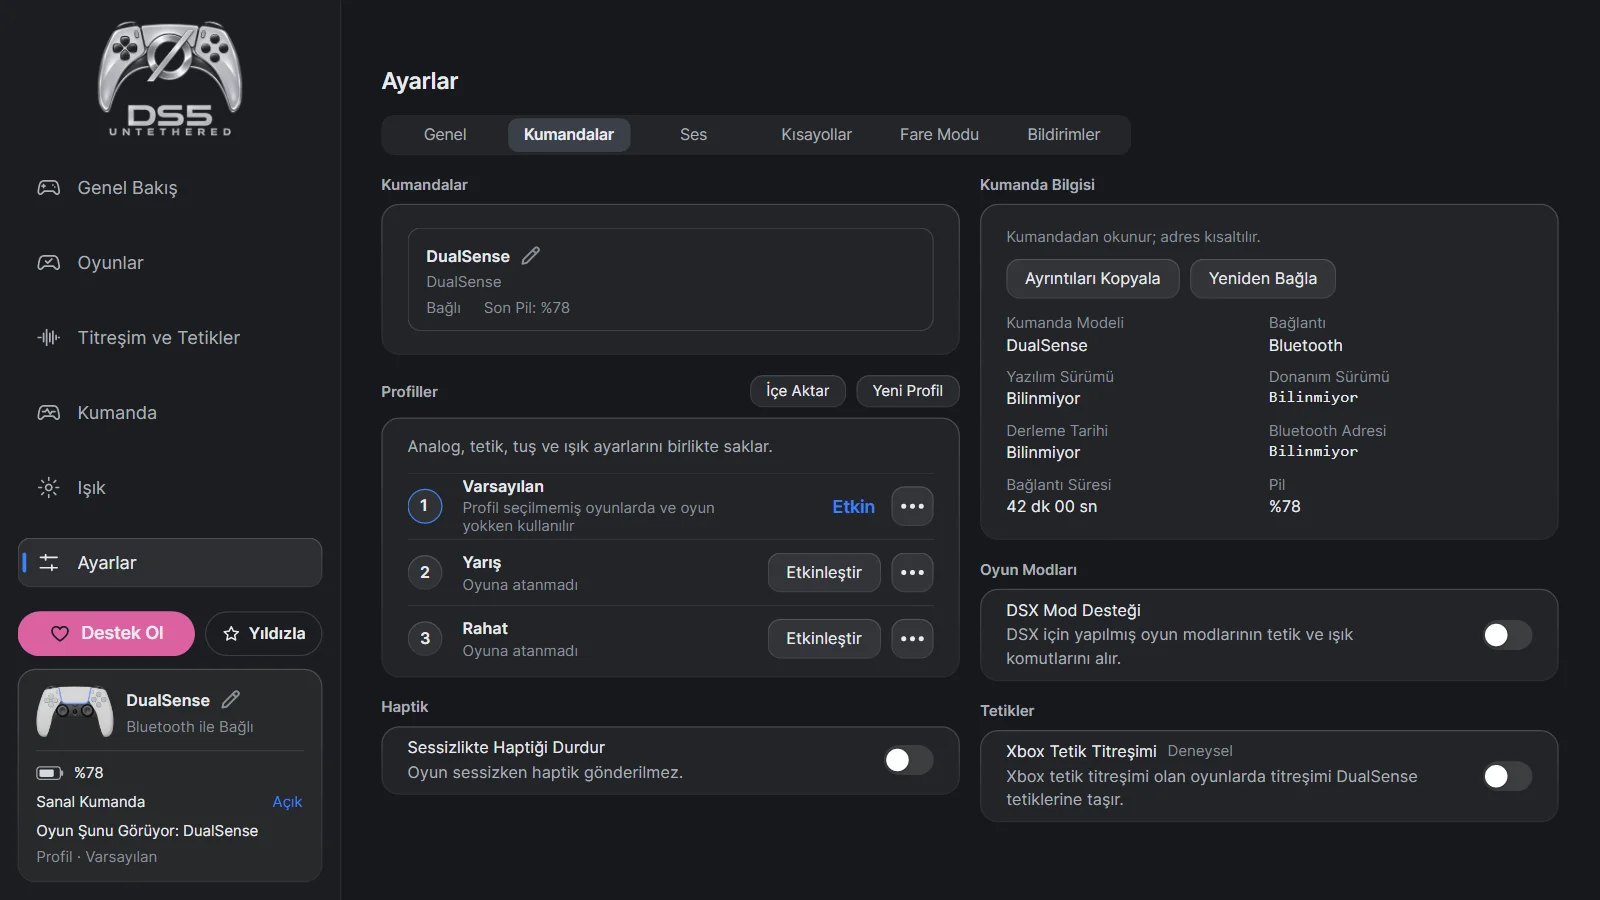 DS5
UNTETHERED
Genel Bakış
Oyunlar
Titreşim ve Tetikler
Kumanda
Işık
Ayarlar
Destek Ol
Yıldızla
DualSense
Bluetooth ile Bağlı
%78
Sanal Kumanda Açık
Oyun Şunu Görüyor: DualSense
Profil · Varsayılan
Ayarlar
Genel Kumandalar Ses Kısayollar Fare Modu Bildirimler
Kumandalar
DualSense
DualSense
Bağlı Son Pil: %78
Profiller İçe Aktar Yeni Profil
Analog, tetik, tuş ve ışık ayarlarını birlikte saklar.
1 Varsayılan
Profil seçilmemiş oyunlarda ve oyun
yokken kullanılır
Etkin
2 Yarış
Oyuna atanmadı
Etkinleştir
3 Rahat
Oyuna atanmadı
Etkinleştir
Haptik
Sessizlikte Haptiği Durdur
Oyun sessizken haptik gönderilmez.
Kumanda Bilgisi
Kumandadan okunur; adres kısaltılır.
Ayrıntıları Kopyala Yeniden Bağla
Kumanda Modeli Bağlantı
DualSense Bluetooth
Yazılım Sürümü Donanım Sürümü
Bilinmiyor Bilinmiyor
Derleme Tarihi Bluetooth Adresi
Bilinmiyor Bilinmiyor
Bağlantı Süresi Pil
42 dk 00 sn %78
Oyun Modları
DSX Mod Desteği
DSX için yapılmış oyun modlarının tetik ve ışık
komutlarını alır.
Tetikler
Xbox Tetik Titreşimi Deneysel
Xbox tetik titreşimi olan oyunlarda titreşimi DualSense
tetiklerine taşır.